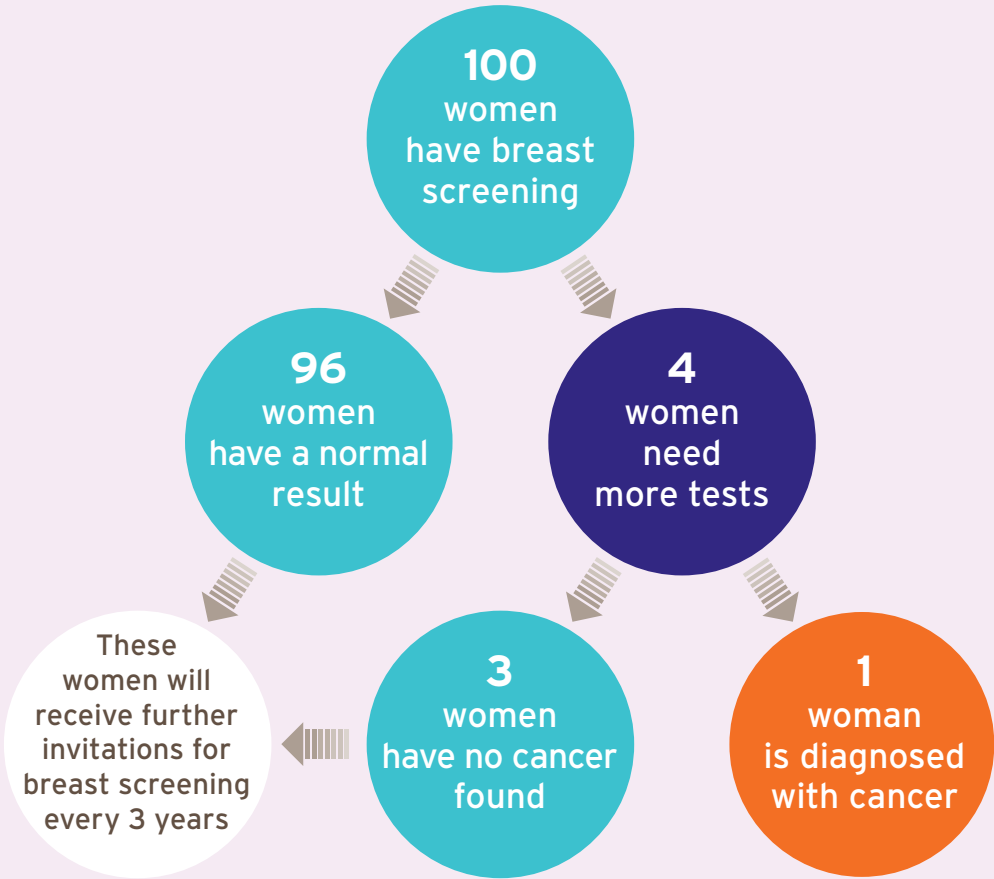 100
women
have breast
screening
96
women
have a normal
result
4
women
need
more tests
These
women will
receive further
invitations for
breast screening
every 3 years
3
women
have no cancer
found
1
woman
is diagnosed
with cancer